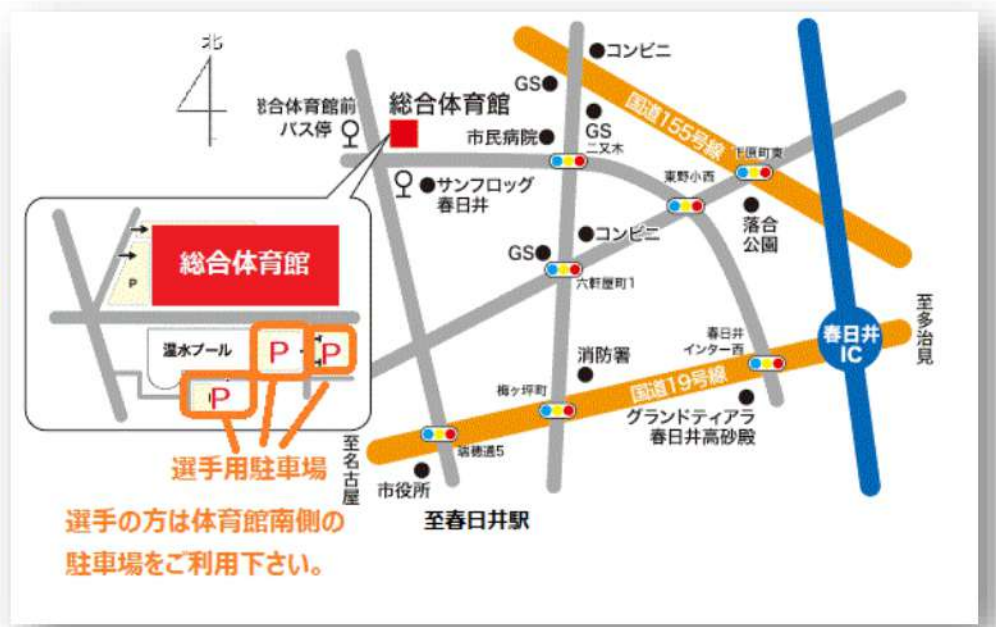 北
コンビニ
GS
総合体育館前
バス停
総合体育館
市民病院
GS
二又木
国道155号線
下原町東
東野小西
サンフロッグ
春日井
落合
公園
コンビニ
GS
六軒屋町1
総合体育館
P
温水プール
P
P
P
至多治見
春日井
IC
春日井
インター西
消防署
国道19号線
梅ヶ坪町
グランドティアラ
春日井高砂殿
至名古屋
瑞穂通5
市役所
至春日井駅
選手用駐車場
選手の方は体育館南側の
駐車場をご利用下さい。